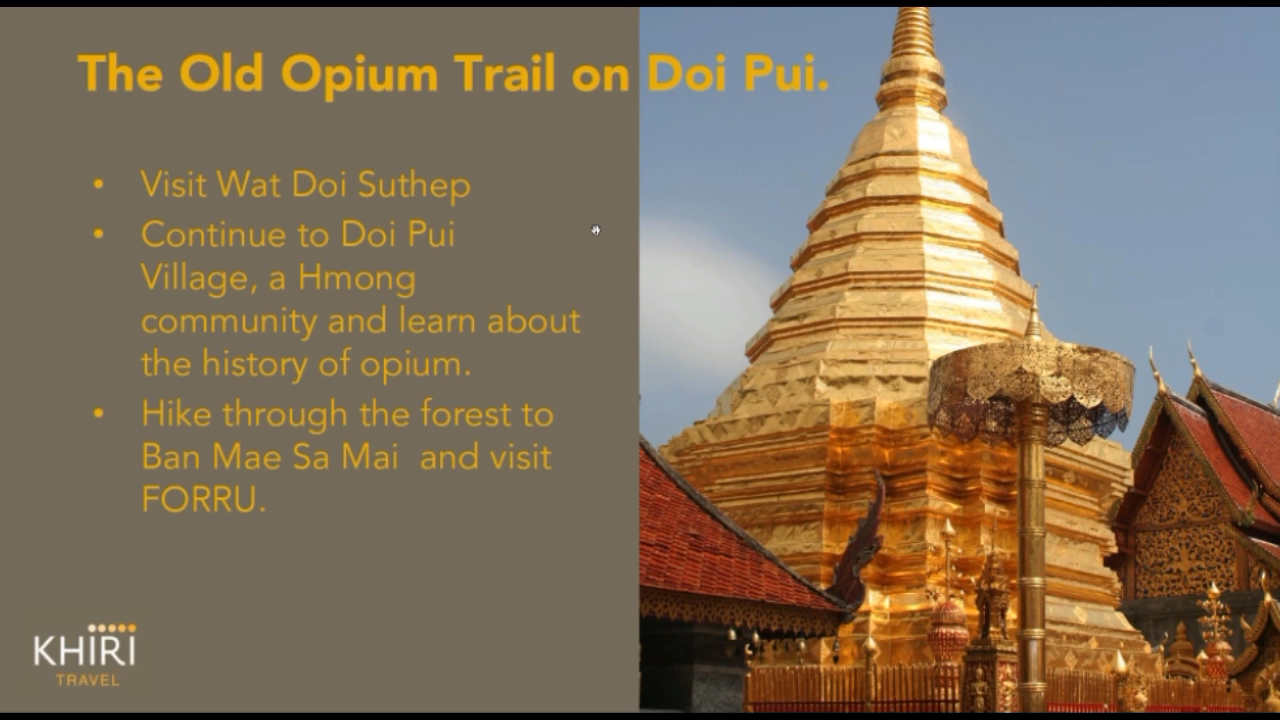 The Old Opium Trail on Doi Pui.
• Visit Wat Doi Suthep
• Continue to Doi Pui
Village, a Hmong
community and learn about
the history of opium.
• Hike through the forest to
Ban Mae Sa Mai  and visit
FORRU.
KHIRI
TRAVEL